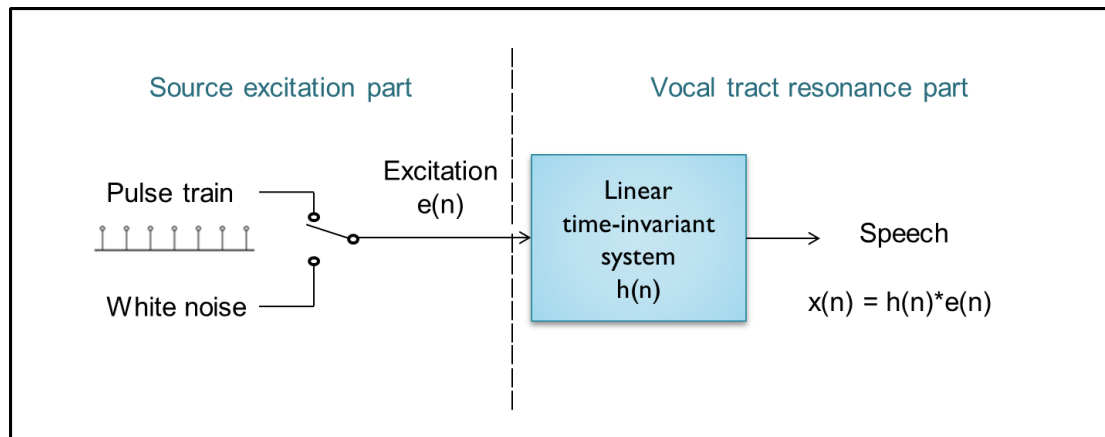 Source excitation part
Vocal tract resonance part
Pulse train
White noise
Excitation
e(n)
Linear
time-invariant
system
h(n)
Speech
x(n) = h(n)*e(n)